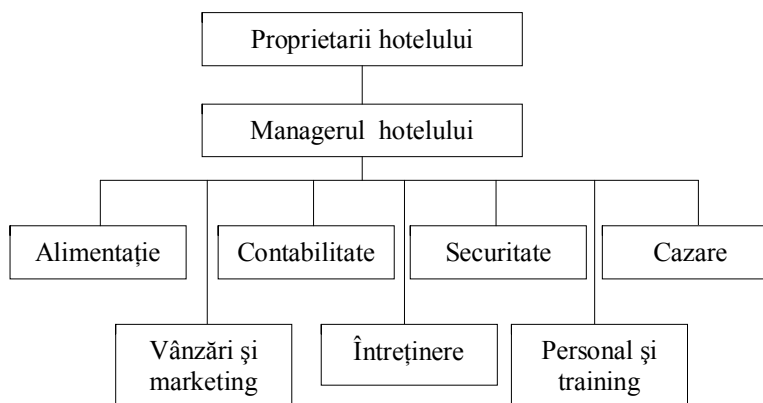 Proprietarii hotelului
Managerul hotelului
Alimentație
Contabilitate
Securitate
Cazare
Vânzări şi
marketing
Întreținere
Personal şi
training